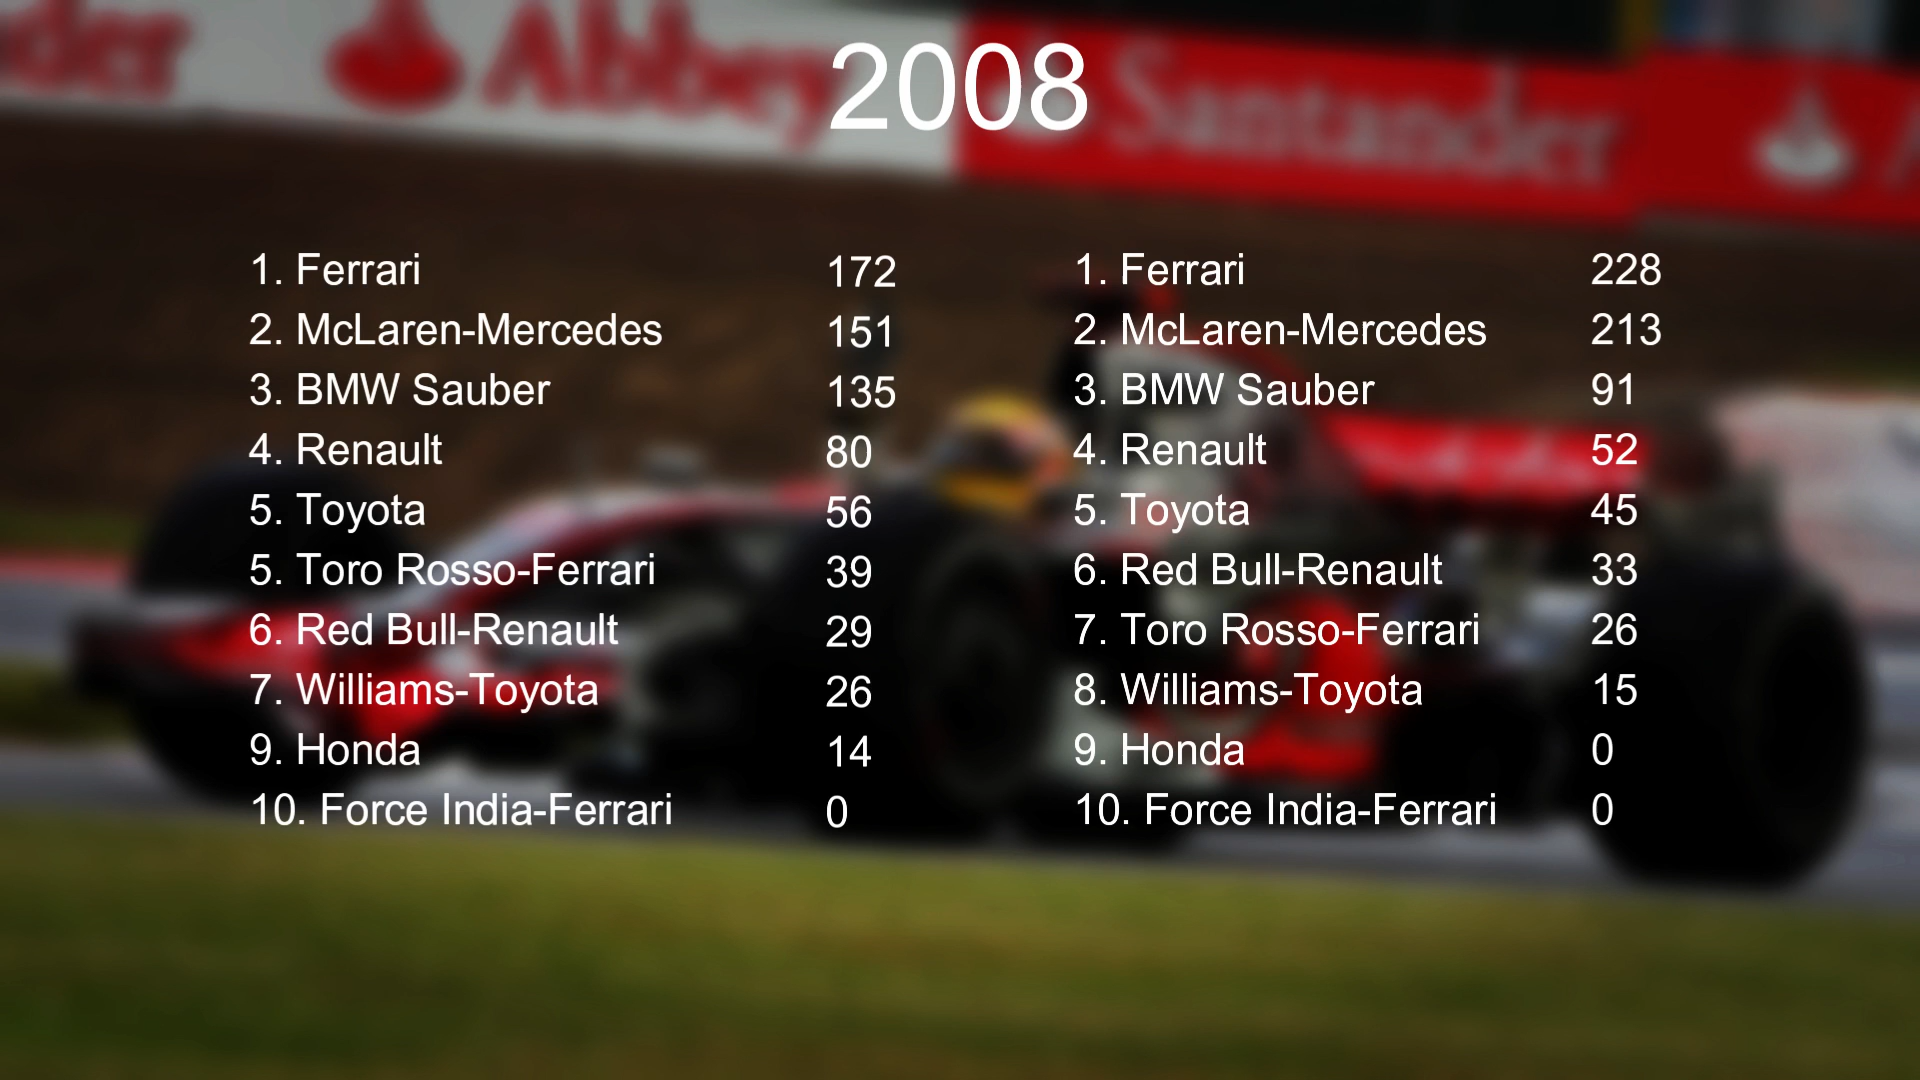 der Abbey Santander
2008
1. Ferrari 172
2. McLaren-Mercedes 151
3. BMW Sauber 135
4. Renault 80
5. Toyota 56
5. Toro Rosso-Ferrari 39
6. Red Bull-Renault 29
7. Williams-Toyota 26
9. Honda 14
10. Force India-Ferrari 0
1. Ferrari 228
2. McLaren-Mercedes 213
3. BMW Sauber 91
4. Renault 52
5. Toyota 45
6. Red Bull-Renault 33
7. Toro Rosso-Ferrari 26
8. Williams-Toyota 15
9. Honda 0
10. Force India-Ferrari 0